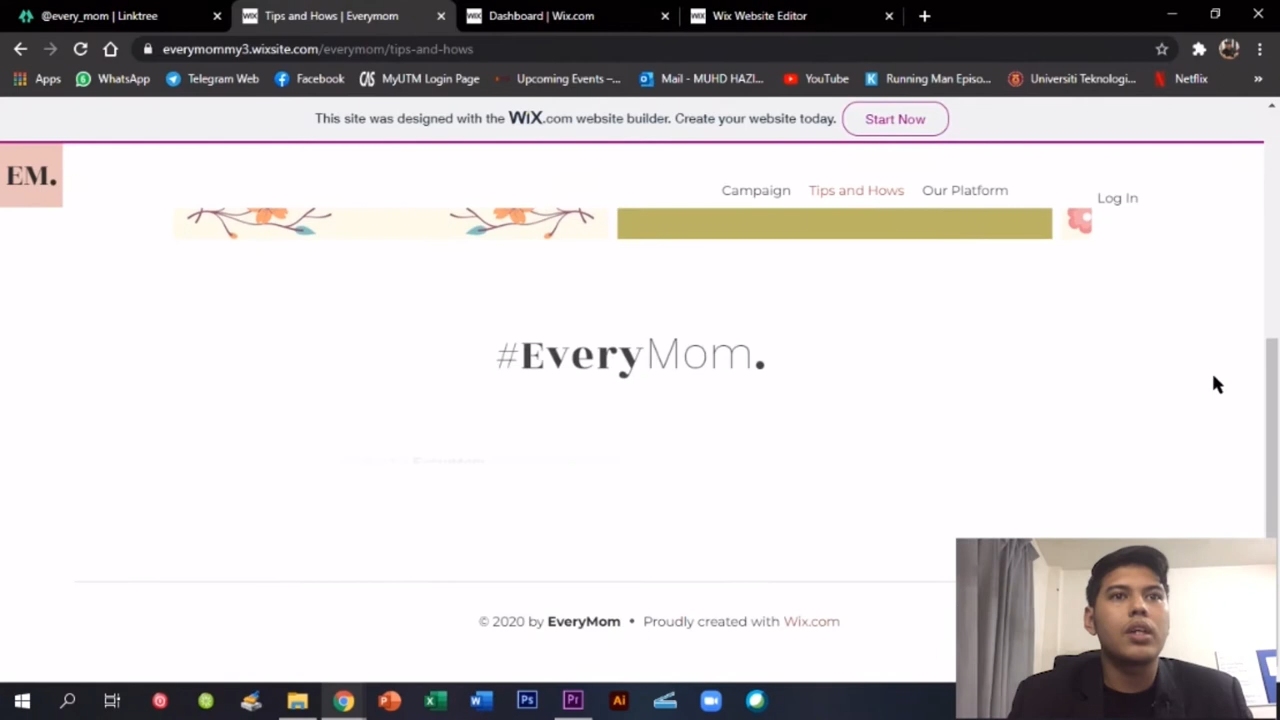 @every_mom | Linktree
Tips and Hows | Everymom
Dashboard | Wix.com
Wix Website Editor
everymommy3.wixsite.com/everymom/tips-and-hows
Apps
WhatsApp
Telegram Web
Facebook
MyUTM Login Page
Upcoming Events –...
Mail - MUHD HAZI...
YouTube
Running Man Episo...
Universiti Teknologi...
Netflix
This site was designed with the WiX.com website builder. Create your website today.
Start Now
EM.
Campaign
Tips and Hows
Our Platform
Log In
#EveryMom.
© 2020 by EveryMom • Proudly created with Wix.com